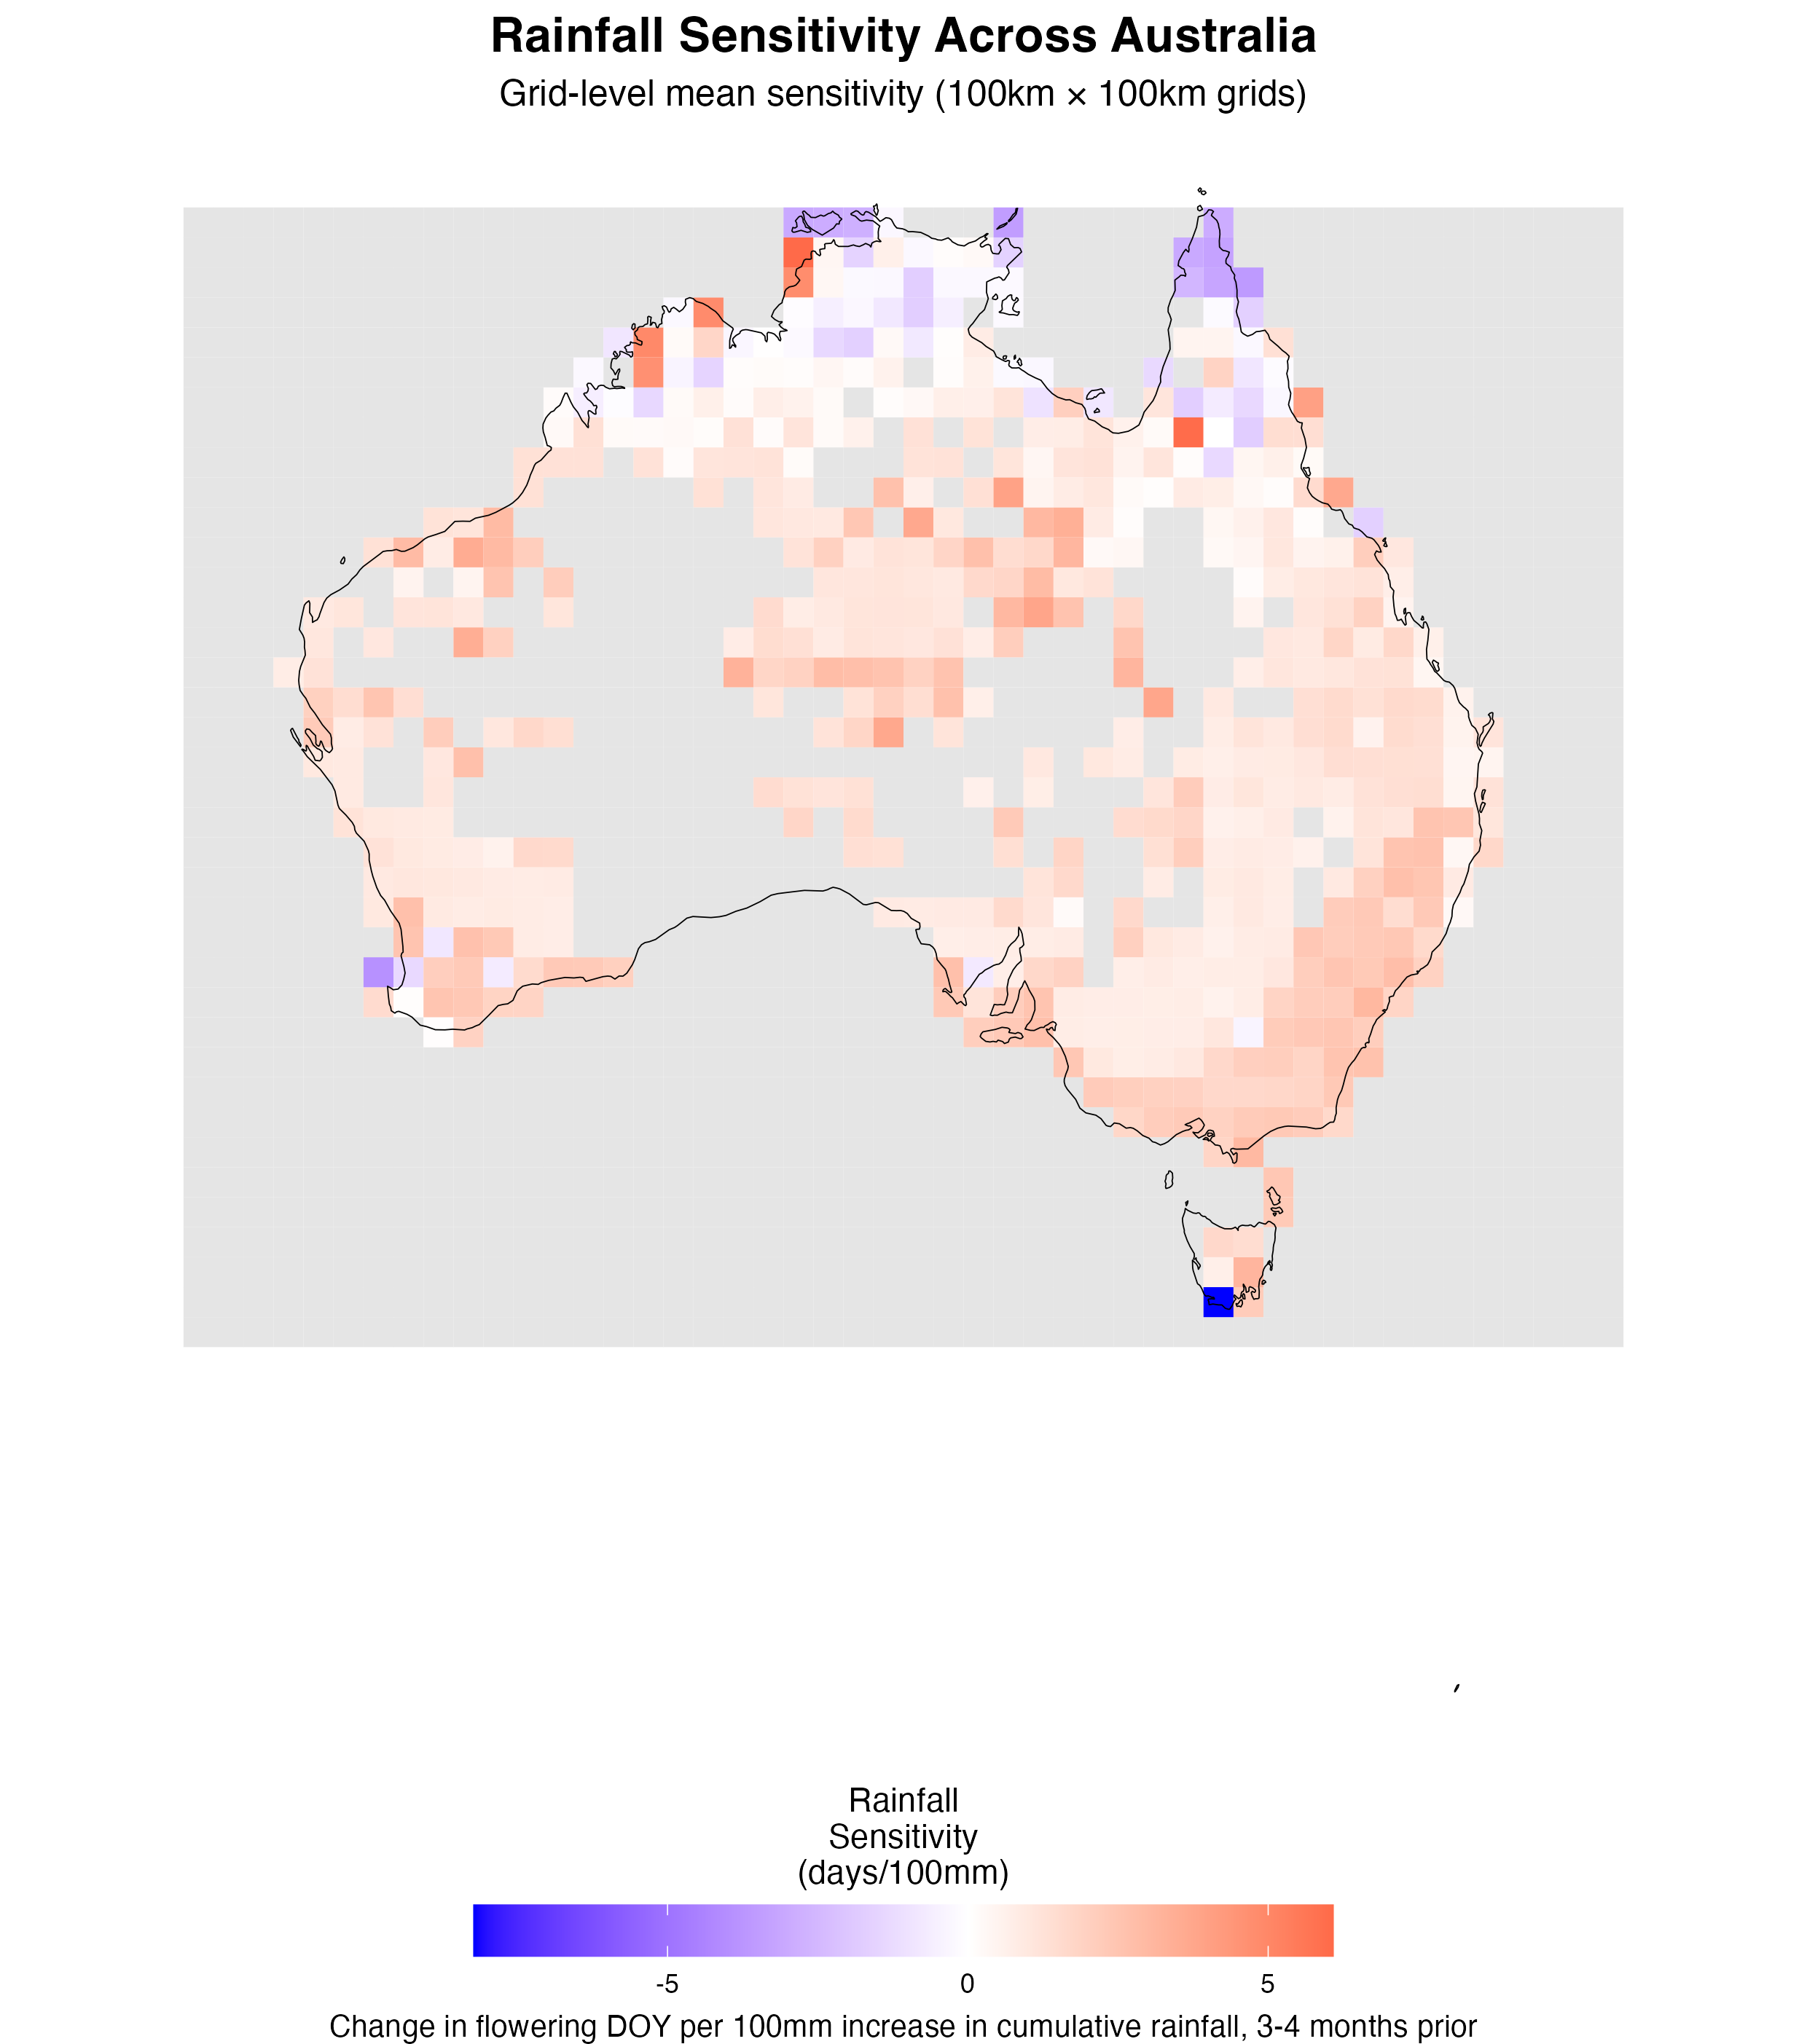 Rainfall Sensitivity Across Australia
Grid-level mean sensitivity (100km × 100km grids)
Rainfall
Sensitivity
(days/100mm)
-5 0 5
Change in flowering DOY per 100mm increase in cumulative rainfall, 3-4 months prior